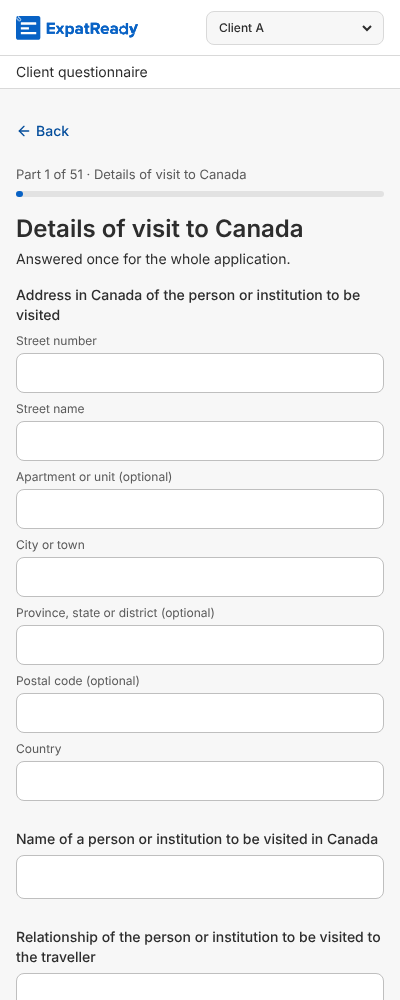 ExpatReady
Client A
Client questionnaire
← Back
Part 1 of 51 · Details of visit to Canada
Details of visit to Canada
Answered once for the whole application.
Address in Canada of the person or institution to be
visited
Street number
Street name
Apartment or unit (optional)
City or town
Province, state or district (optional)
Postal code (optional)
Country
Name of a person or institution to be visited in Canada
Relationship of the person or institution to be visited to
the traveller